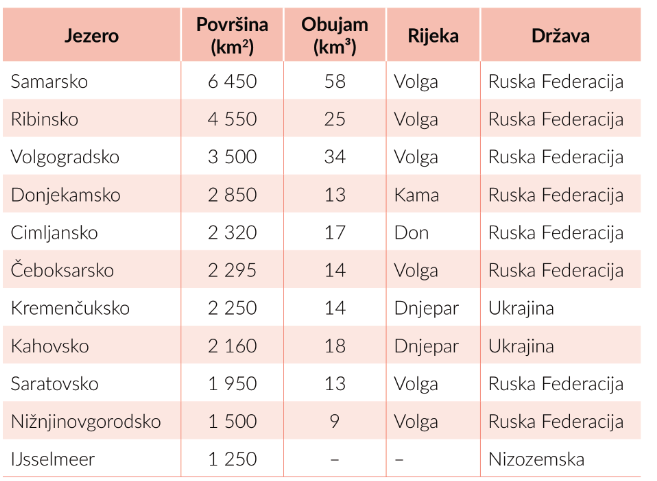 Jezero Površina (km²) Obujam (km³) Rijeka Država
Samarsko 6 450 58 Volga Ruska Federacija
Ribinsko 4 550 25 Volga Ruska Federacija
Volgogradsko 3 500 34 Volga Ruska Federacija
Donjekamsko 2 850 13 Kama Ruska Federacija
Cimljansko 2 320 17 Don Ruska Federacija
Čeboksarsko 2 295 14 Volga Ruska Federacija
Kremenčuksko 2 250 14 Dnjepar Ukrajina
Kahovsko 2 160 18 Dnjepar Ukrajina
Saratovsko 1 950 13 Volga Ruska Federacija
Nižnjinovgorodsko 1 500 9 Volga Ruska Federacija
IJsselmeer 1 250 – – Nizozemska